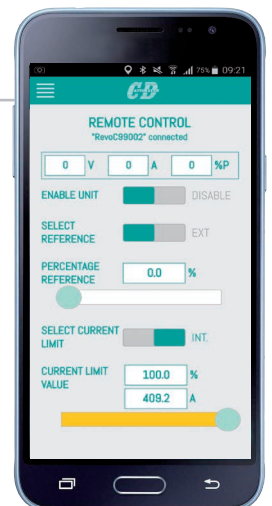 75% 09:21
CD
REMOTE CONTROL
"RevoC99002" connected
0 V 0 A 0 %P
ENABLE UNIT DISABLE
SELECT REFERENCE EXT
PERCENTAGE REFERENCE 0.0 %
SELECT CURRENT LIMIT INT.
CURRENT LIMIT VALUE 100.0 %
409.2 A